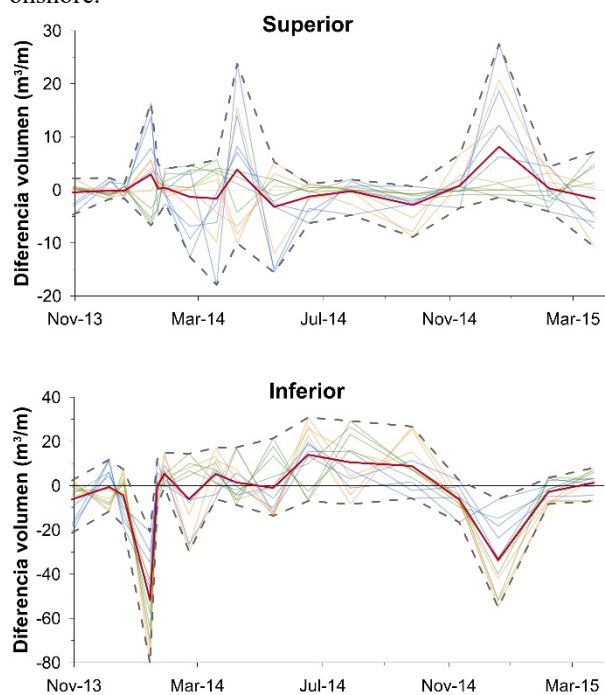 offshore.
Superior
Diferencia volumen (m³/m)
30
20
10
0
-10
-20
Nov-13 Mar-14 Jul-14 Nov-14 Mar-15
Inferior
Diferencia volumen (m³/m)
40
20
0
-20
-40
-60
-80
Nov-13 Mar-14 Jul-14 Nov-14 Mar-15